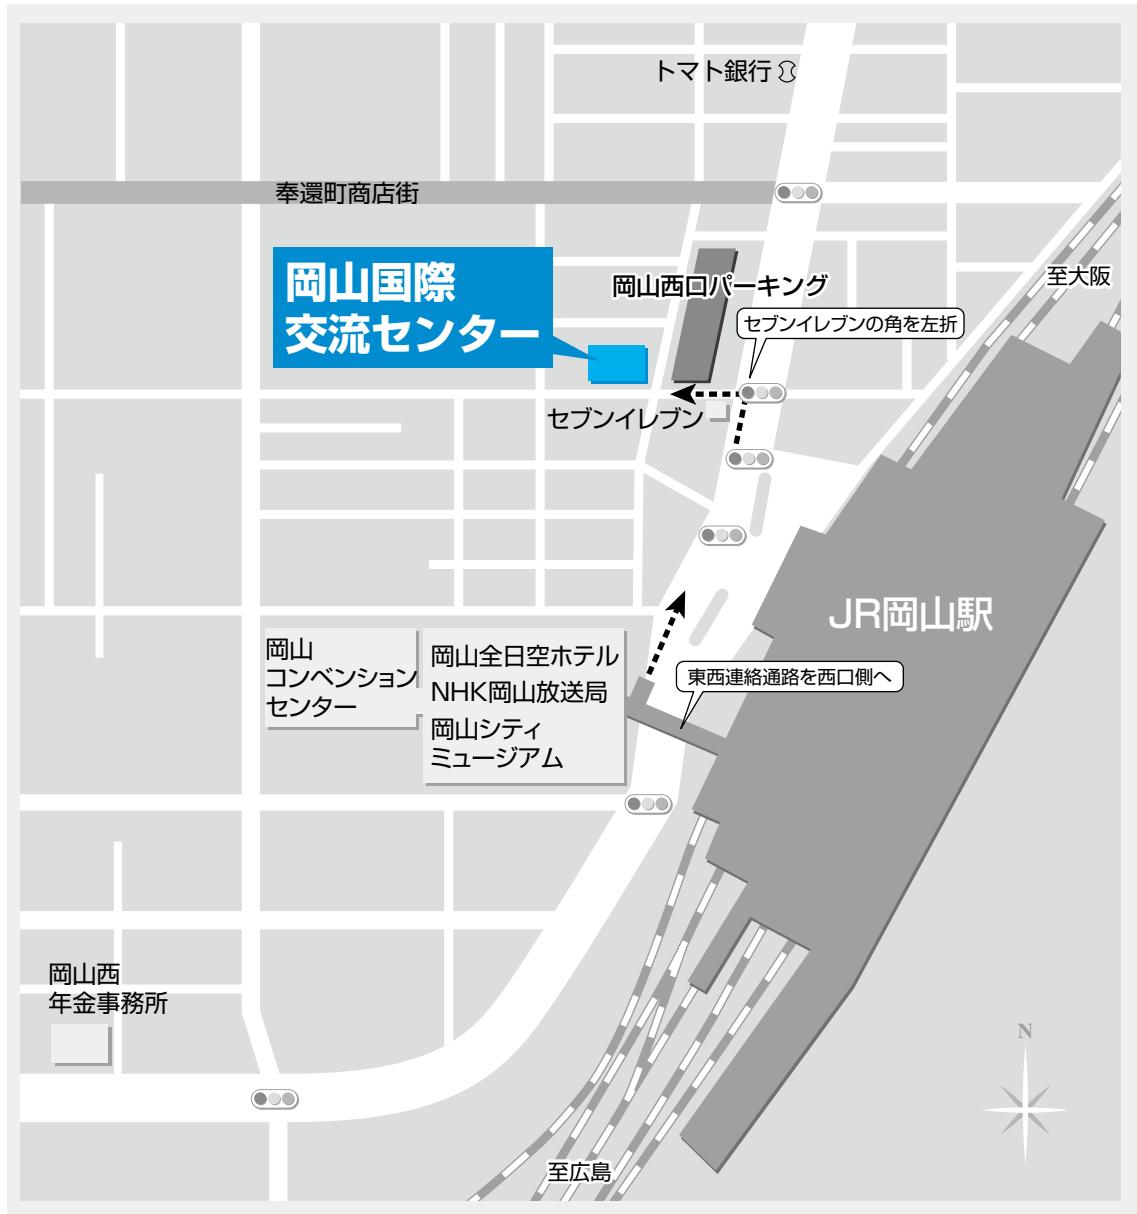 トマト銀行
奉還町商店街
岡山国際
交流センター
岡山西口パーキング
至大阪
セブンイレブンの角を左折
セブンイレブン
JR岡山駅
岡山
コンベンション
センター
岡山全日空ホテル
NHK岡山放送局
岡山シティ
ミュージアム
東西連絡通路を西口側へ
岡山西
年金事務所
N
至広島